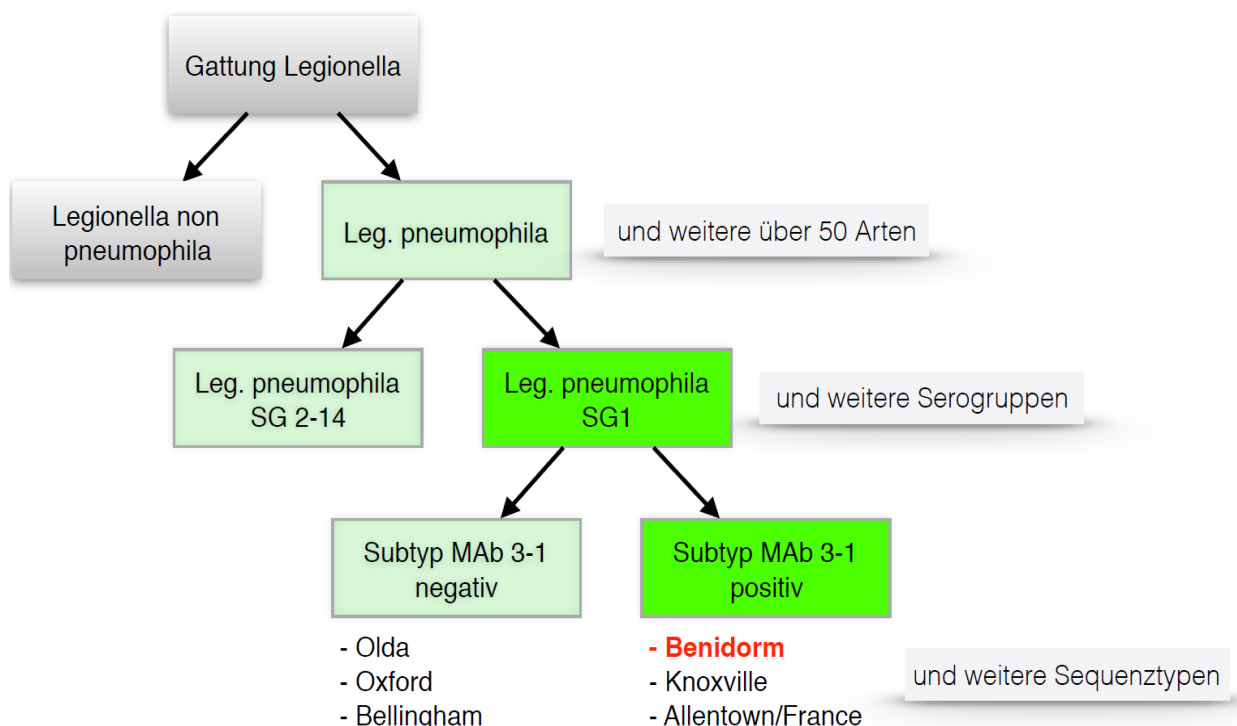 Gattung Legionella
Legionella non
pneumophila
Leg. pneumophila
und weitere über 50 Arten
Leg. pneumophila
SG 2-14
Leg. pneumophila
SG1
und weitere Serogruppen
Subtyp MAb 3-1
negativ
Subtyp MAb 3-1
positiv
- Olda
- Oxford
- Bellingham
- Benidorm
- Knoxville
- Allentown/France
und weitere Sequenztypen